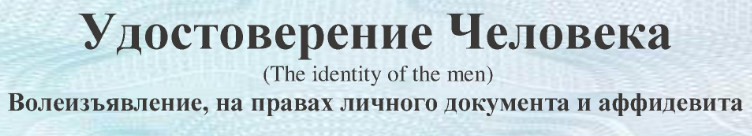 Удостоверение Человека
(The identity of the men)
Волеизъявление, на правах личного документа и аффидевита